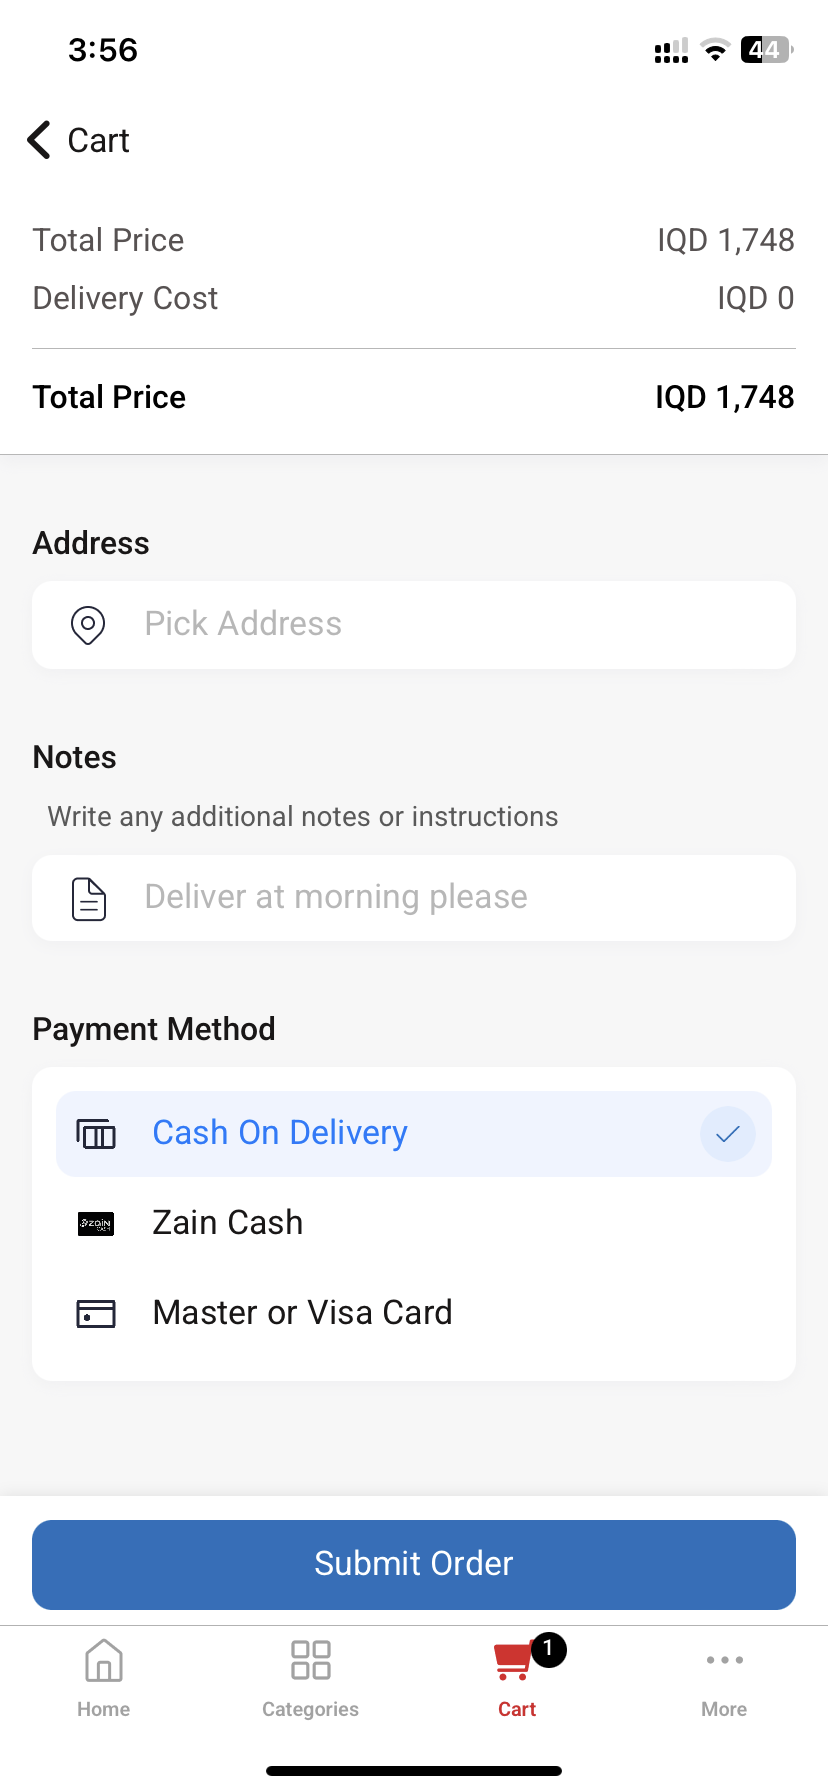 3:56
44
Cart
Total Price IQD 1,748
Delivery Cost IQD 0
Total Price IQD 1,748
Address
Pick Address
Notes
Write any additional notes or instructions
Deliver at morning please
Payment Method
Cash On Delivery
Zain Cash
Master or Visa Card
Submit Order
1
Home Categories Cart More